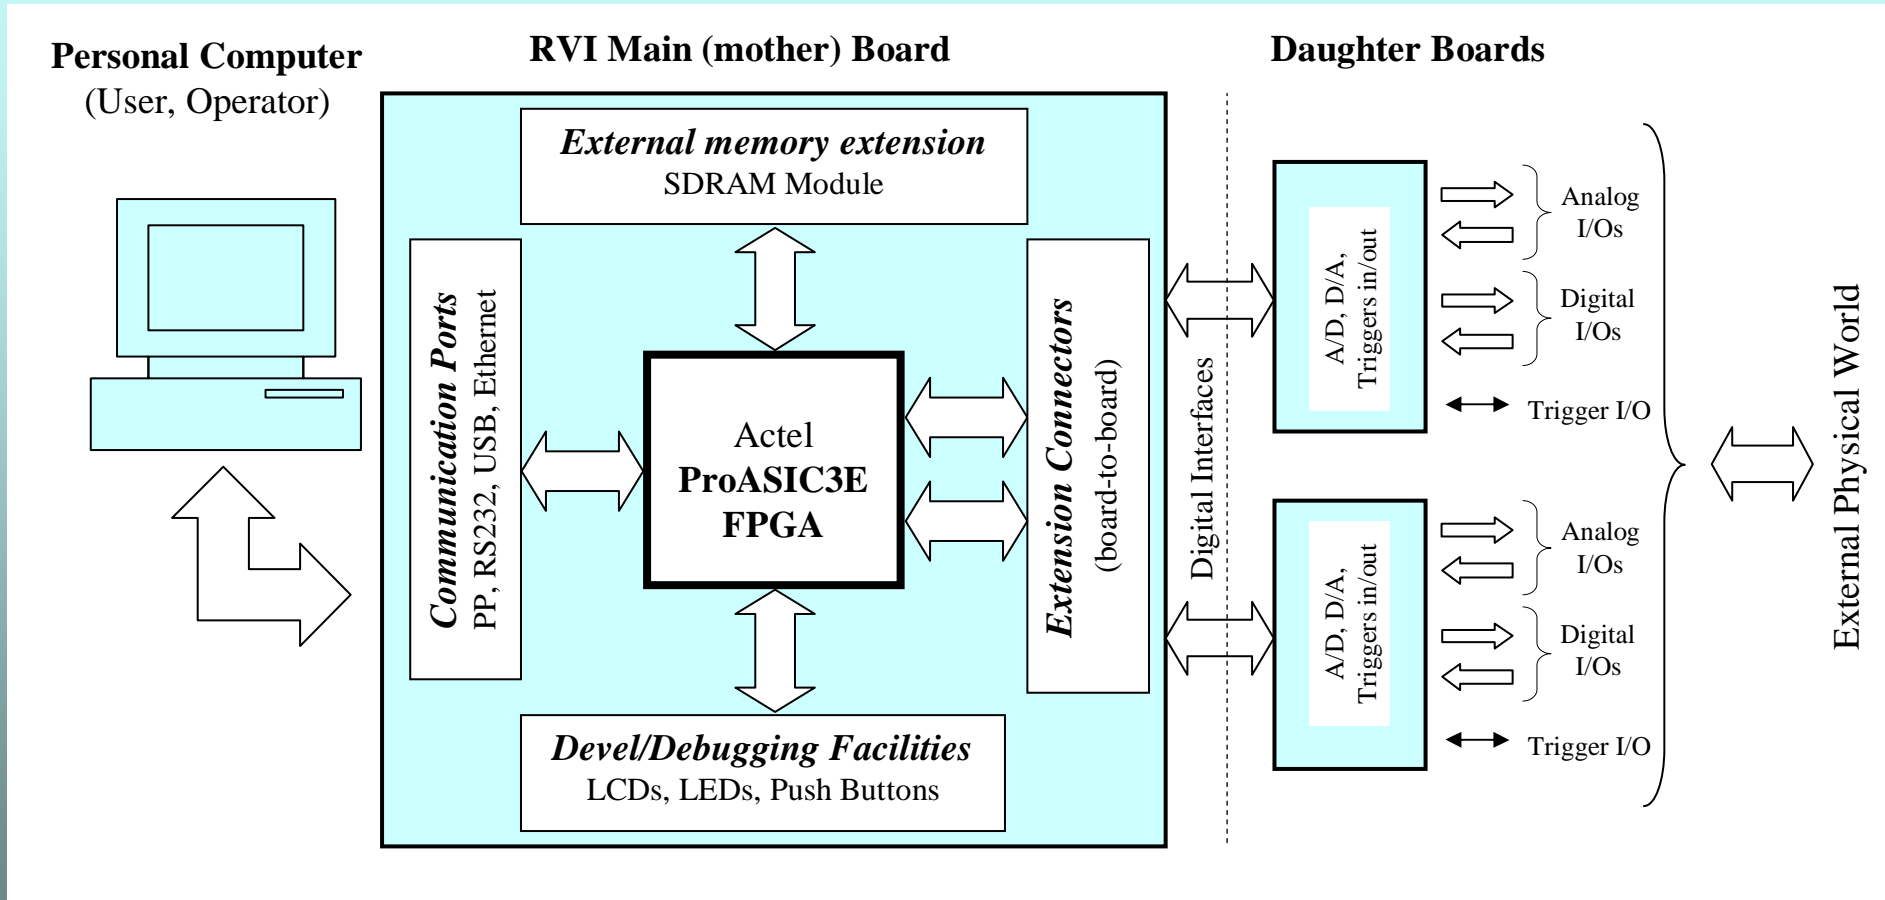 Personal Computer
(User, Operator)
RVI Main (mother) Board
Daughter Boards
External memory extension
SDRAM Module
Communication Ports
PP, RS232, USB, Ethernet
Actel
ProASIC3E
FPGA
Extension Connectors
(board-to-board)
Devel/Debugging Facilities
LCDs, LEDs, Push Buttons
Digital Interfaces
A/D, D/A,
Triggers in/out
Analog
I/Os
Digital
I/Os
Trigger I/O
A/D, D/A,
Triggers in/out
Analog
I/Os
Digital
I/Os
Trigger I/O
External Physical World